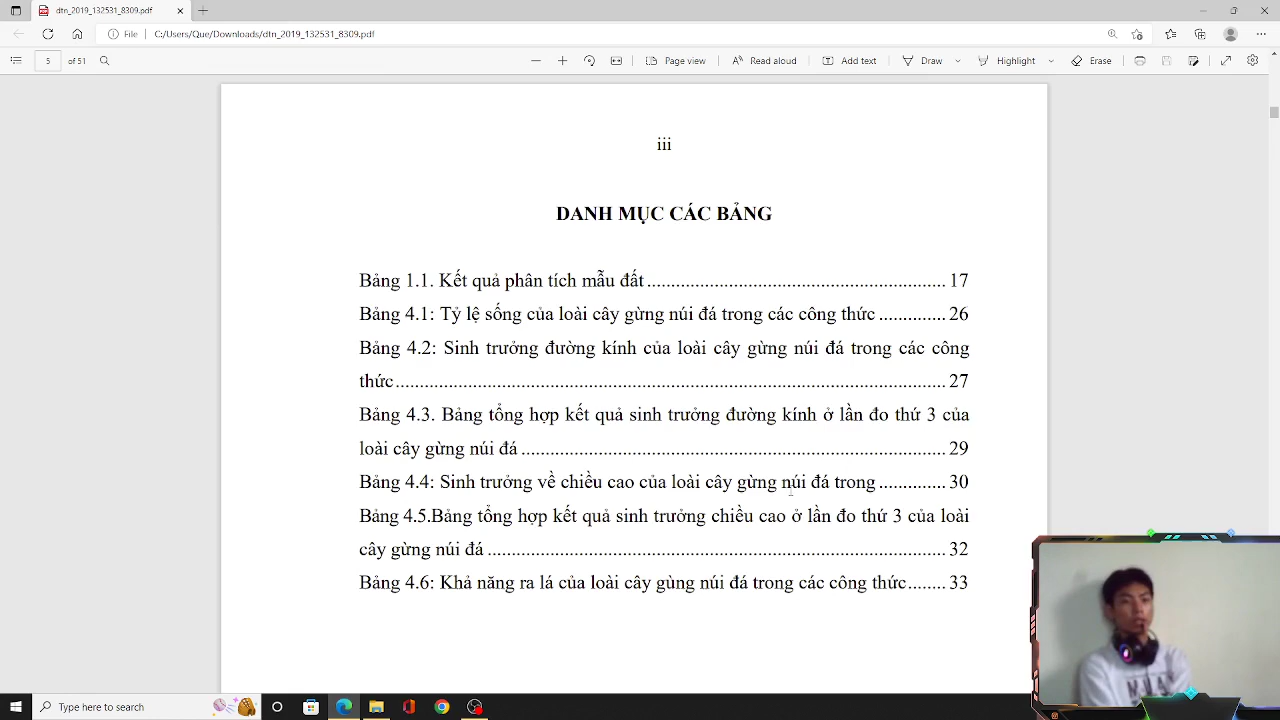 dtn_2019_132531_8309.pdf
File C:/Users/Que/Downloads/dtn_2019_132531_8309.pdf
5 of 51 Page view Read aloud Add text Draw Highlight Erase
iii
DANH MỤC CÁC BẢNG
Bảng 1.1. Kết quả phân tích mẫu đất .................................................. 17
Bảng 4.1: Tỷ lệ sống của loài cây gừng núi đá trong các công thức .............. 26
Bảng 4.2: Sinh trưởng đường kính của loài cây gừng núi đá trong các công
thức ............................................................................................ 27
Bảng 4.3. Bảng tổng hợp kết quả sinh trưởng đường kính ở lần đo thứ 3 của
loài cây gừng núi đá ....................................................................... 29
Bảng 4.4: Sinh trưởng về chiều cao của loài cây gừng núi đá trong .............. 30
Bảng 4.5.Bảng tổng hợp kết quả sinh trưởng chiều cao ở lần đo thứ 3 của loài
cây gừng núi đá ............................................................................. 32
Bảng 4.6: Khả năng ra lá của loài cây gùng núi đá trong các công thức........ 33
Type here to search